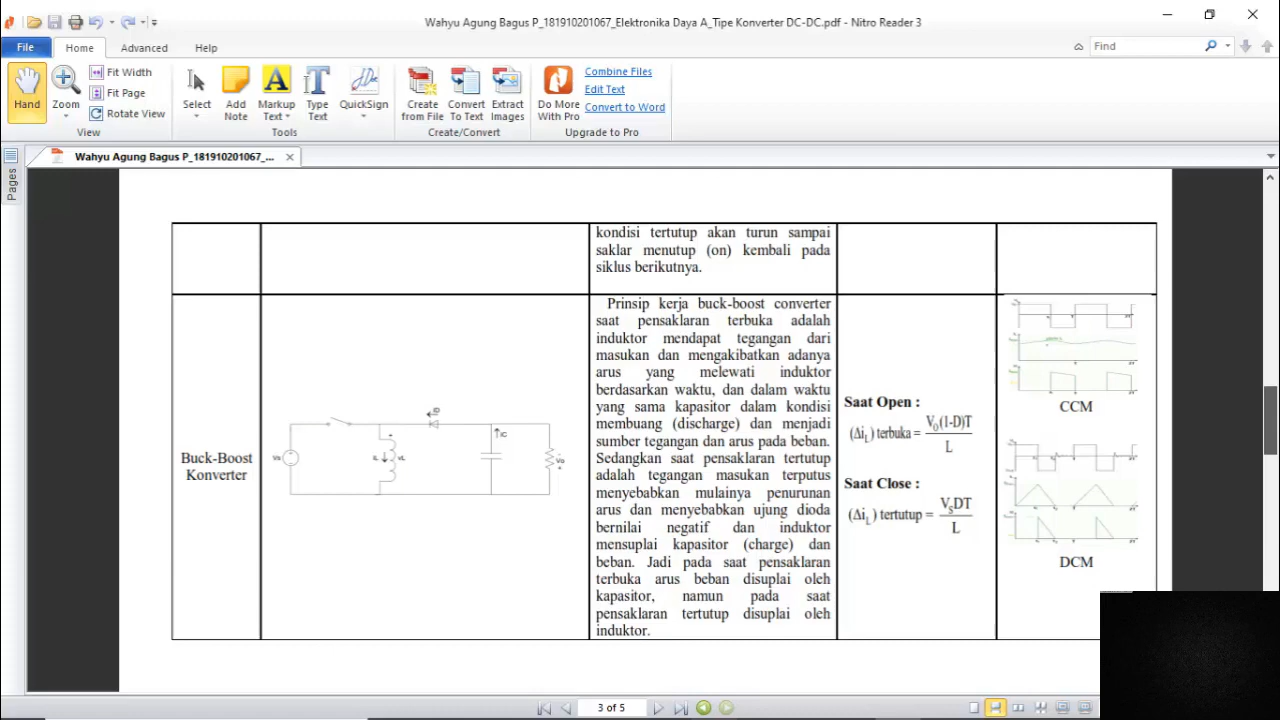 Wahyu Agung Bagus P_181910201067_Elektronika Daya A_Tipe Konverter DC-DC.pdf - Nitro Reader 3
File
Home
Advanced
Help
Find
Hand
Zoom
Fit Width
Fit Page
Rotate View
View
Select
Add Note
Markup Text
Type Text
QuickSign
Tools
Create from File
Convert To Text
Extract Images
Create/Convert
Do More With Pro
Combine Files
Edit Text
Convert to Word
Upgrade to Pro
Wahyu Agung Bagus P_181910201067_...
Pages
kondisi tertutup akan turun sampai
saklar menutup (on) kembali pada
siklus berikutnya.
Buck-Boost
Konverter
Vs
iL
vL
iD
iC
Vo
Prinsip kerja buck-boost converter
saat pensaklaran terbuka adalah
induktor mendapat tegangan dari
masukan dan mengakibatkan adanya
arus yang melewati induktor
berdasarkan waktu, dan dalam waktu
yang sama kapasitor dalam kondisi
membuang (discharge) dan menjadi
sumber tegangan dan arus pada beban.
Sedangkan saat pensaklaran tertutup
adalah tegangan masukan terputus
menyebabkan mulainya penurunan
arus dan menyebabkan ujung dioda
bernilai negatif dan induktor
mensuplai kapasitor (charge) dan
beban. Jadi pada saat pensaklaran
terbuka arus beban disuplai oleh
kapasitor, namun pada saat
pensaklaran tertutup disuplai oleh
induktor.
Saat Open :
(Δi_L) terbuka = V_0(1-D)T / L
Saat Close :
(Δi_L) tertutup = V_sDT / L
CCM
DCM
3 of 5